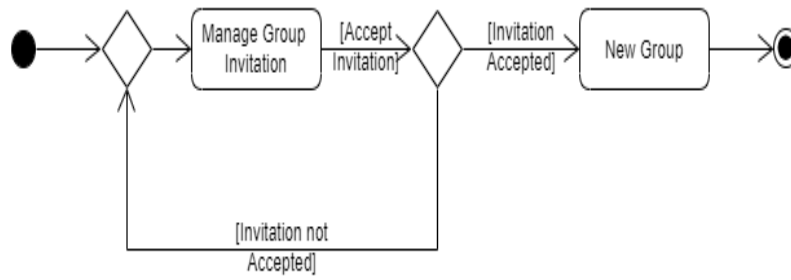 Manage Group
Invitation
[Accept
Invitation]
[Invitation
Accepted]
New Group
[Invitation not
Accepted]